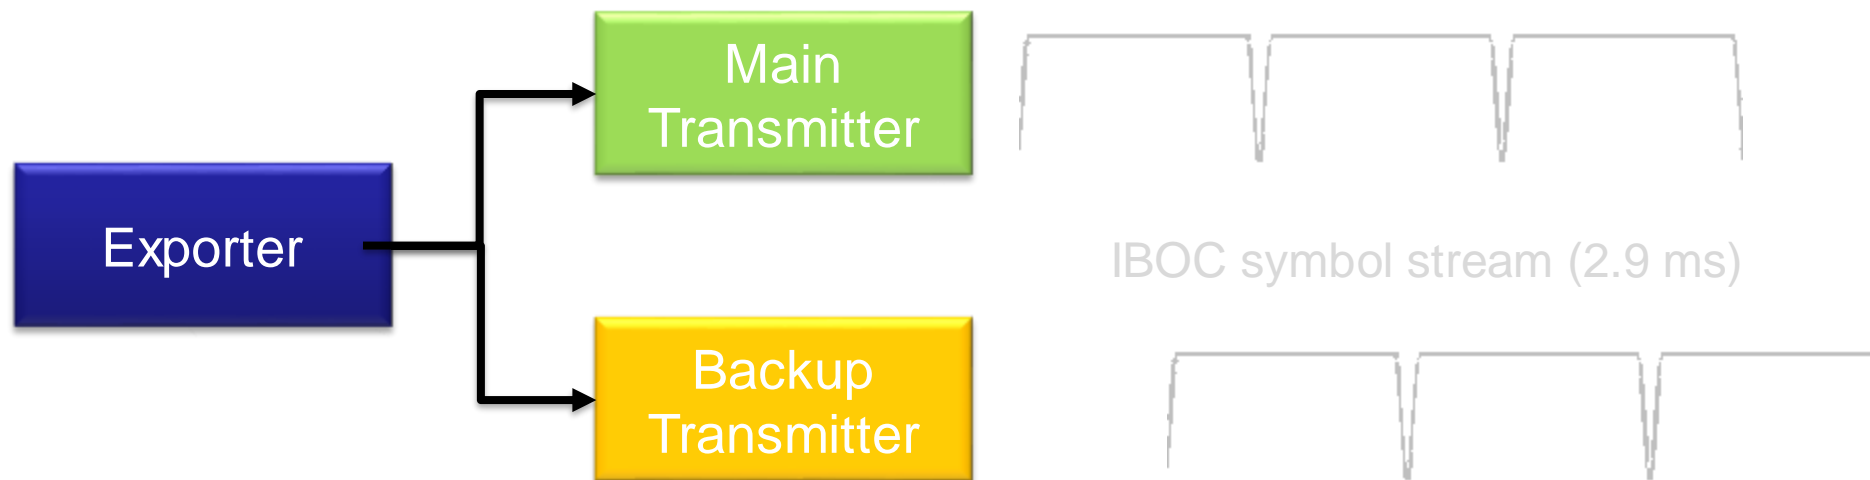 Main
Transmitter
Exporter
IBOC symbol stream (2.9 ms)
Backup
Transmitter